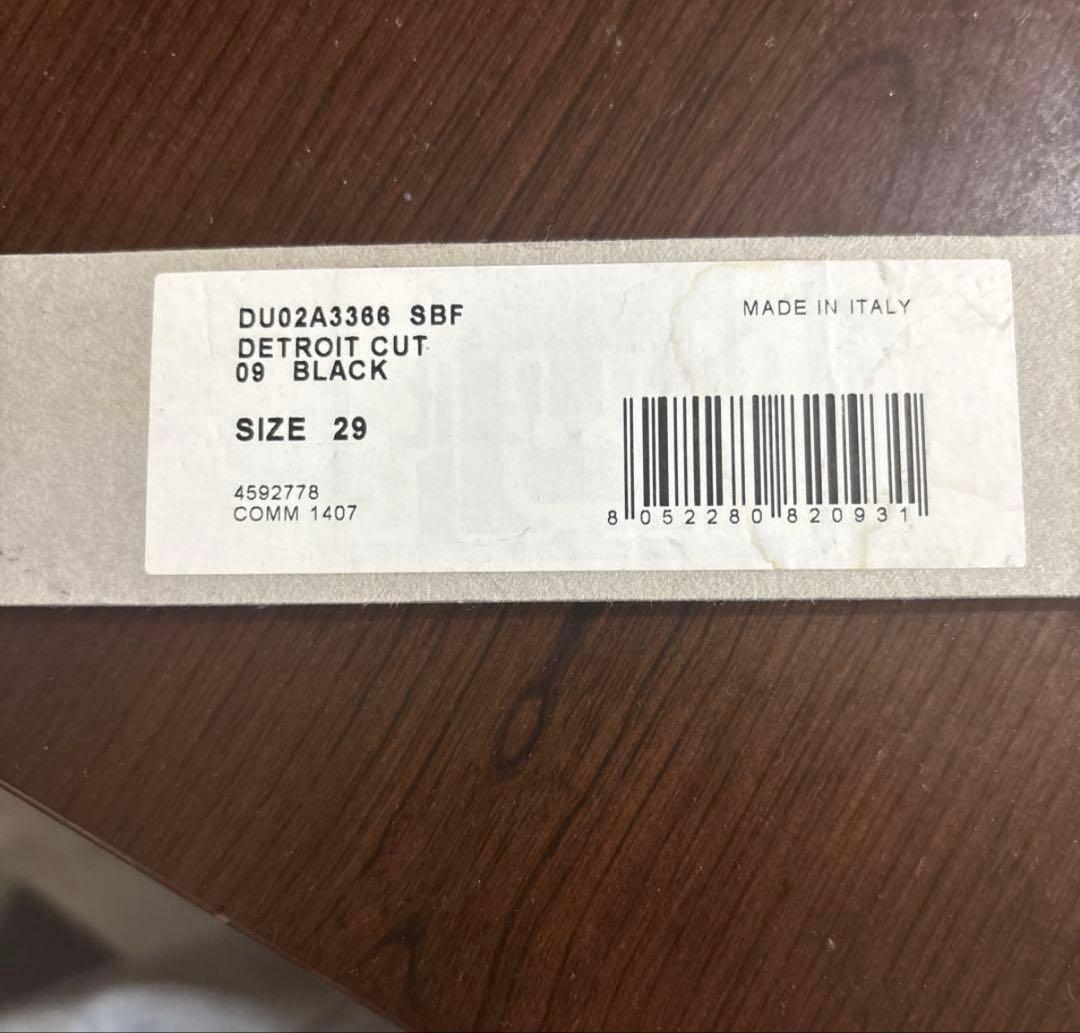 DU02A3366 SBF
DETROIT CUT
09 BLACK
SIZE 29
4592778
COMM 1407
MADE IN ITALY
8 052280 820931